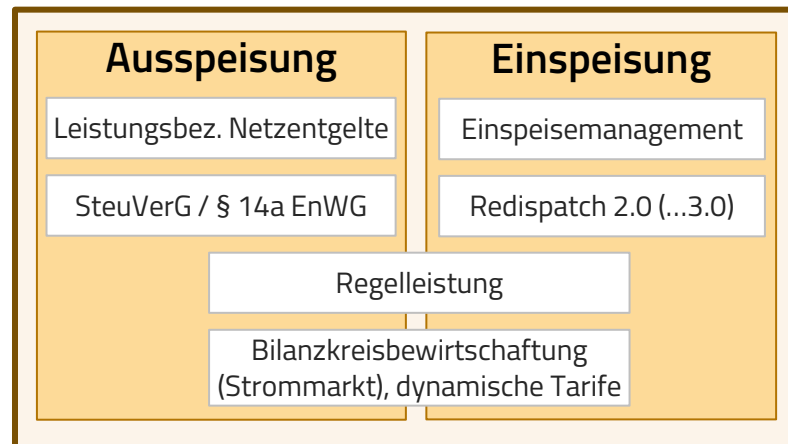 Ausspeisung
Leistungsbez. Netzentgelte
SteuVerG / § 14a EnWG
Einspeisung
Einspeisemanagement
Redispatch 2.0 (...3.0)
Regelleistung
Bilanzkreisbewirtschaftung
(Strommarkt), dynamische Tarife